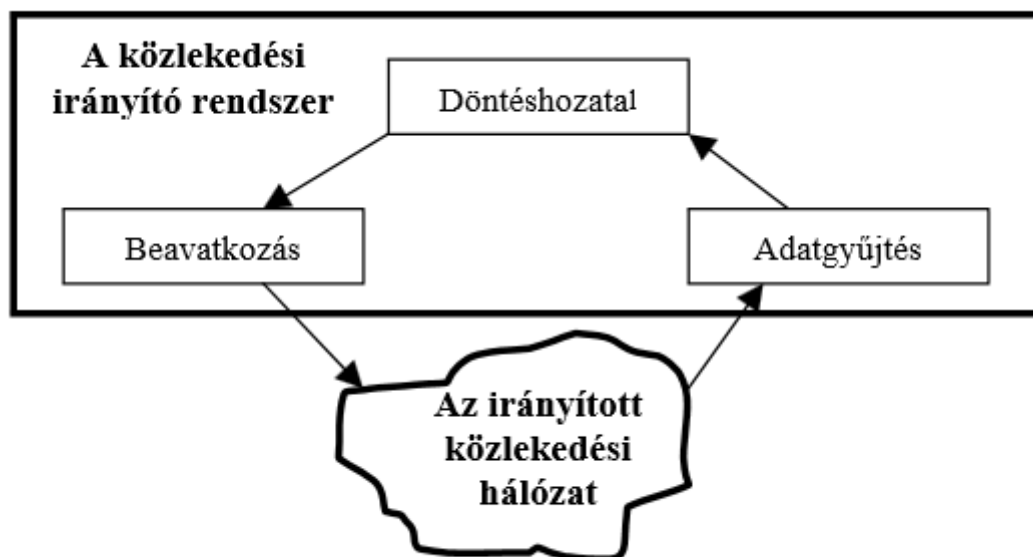 A közlekedési
irányító rendszer
Döntéshozatal
Beavatkozás
Adatgyűjtés
Az irányított
közlekedési
hálózat